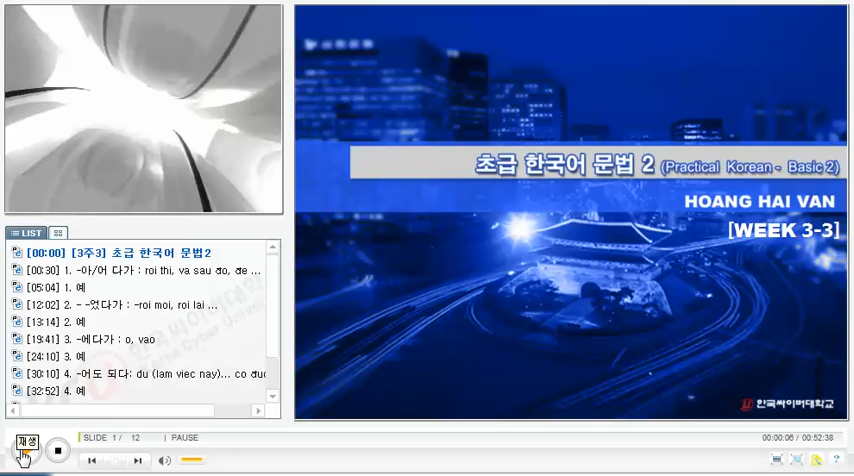 초급 한국어 문법 2 (Practical Korean - Basic 2)
HOANG HAI VAN
[WEEK 3-3]
한국싸이버대학교
LIST
[00:00] [3주3] 초급 한국어 문법2
[00:30] 1. -아/어 다가 : roi thi, va sau do, de ...
[05:04] 1. 예
[12:02] 2. - -었다가 : -roi moi, roi lai ...
[13:14] 2. 예
[19:41] 3. -에다가 : o, vao
[24:10] 3. 예
[30:10] 4. -어도 되다: du (lam viec nay)... co duo
[32:52] 4. 예
재생
SLIDE 1 / 12 | PAUSE
00:00:06 / 00:52:38